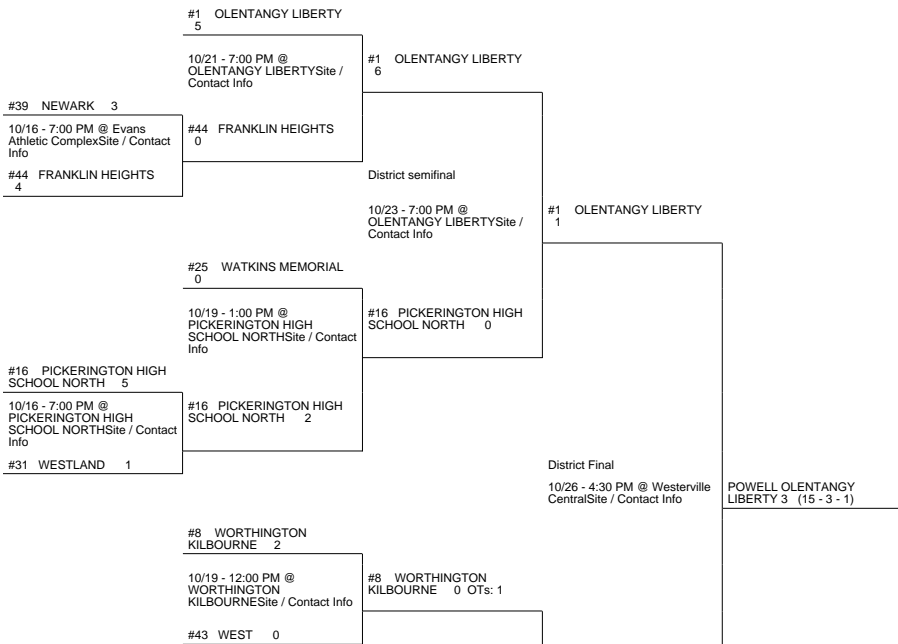 #1 OLENTANGY LIBERTY
5
10/21 - 7:00 PM @
OLENTANGY LIBERTYSite /
Contact Info
#1 OLENTANGY LIBERTY
6
#39 NEWARK 3
10/16 - 7:00 PM @ Evans
Athletic ComplexSite / Contact
Info
#44 FRANKLIN HEIGHTS
0
#44 FRANKLIN HEIGHTS
4
District semifinal
10/23 - 7:00 PM @
OLENTANGY LIBERTYSite /
Contact Info
#1 OLENTANGY LIBERTY
1
#25 WATKINS MEMORIAL
0
10/19 - 1:00 PM @
PICKERINGTON HIGH
SCHOOL NORTHSite / Contact
Info
#16 PICKERINGTON HIGH
SCHOOL NORTH 0
#16 PICKERINGTON HIGH
SCHOOL NORTH 5
10/16 - 7:00 PM @
PICKERINGTON HIGH
SCHOOL NORTHSite / Contact
Info
#16 PICKERINGTON HIGH
SCHOOL NORTH 2
#31 WESTLAND 1
District Final
10/26 - 4:30 PM @ Westerville
CentralSite / Contact Info
POWELL OLENTANGY
LIBERTY 3 (15 - 3 - 1)
#8 WORTHINGTON
KILBOURNE 2
10/19 - 12:00 PM @
WORTHINGTON
KILBOURNESite / Contact Info
#8 WORTHINGTON
KILBOURNE 0 OTs: 1
#43 WEST 0